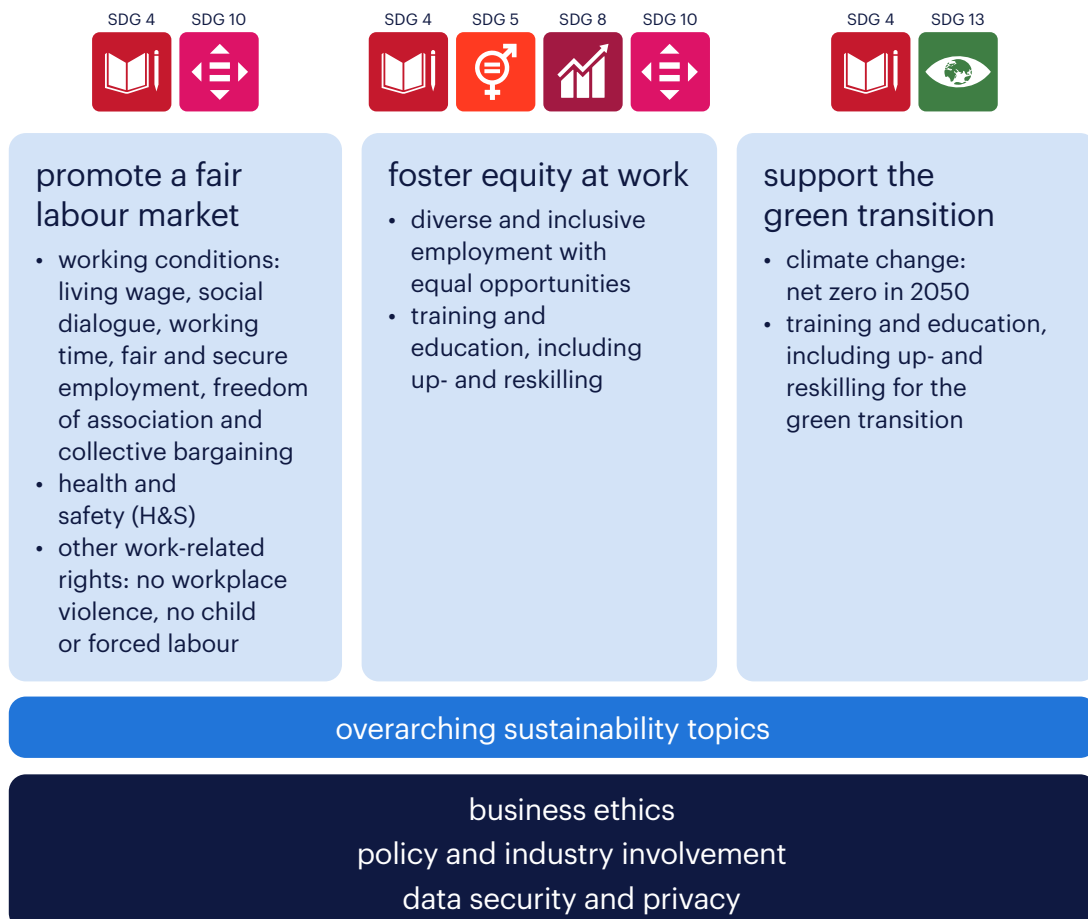 SDG 4 SDG 10
SDG 4 SDG 5 SDG 8 SDG 10
SDG 4 SDG 13
promote a fair
labour market
• working conditions:
living wage, social
dialogue, working
time, fair and secure
employment, freedom
of association and
collective bargaining
• health and
safety (H&S)
• other work-related
rights: no workplace
violence, no child
or forced labour
foster equity at work
• diverse and inclusive
employment with
equal opportunities
• training and
education, including
up- and reskilling
support the
green transition
• climate change:
net zero in 2050
• training and education,
including up- and
reskilling for the
green transition
overarching sustainability topics
business ethics
policy and industry involvement
data security and privacy